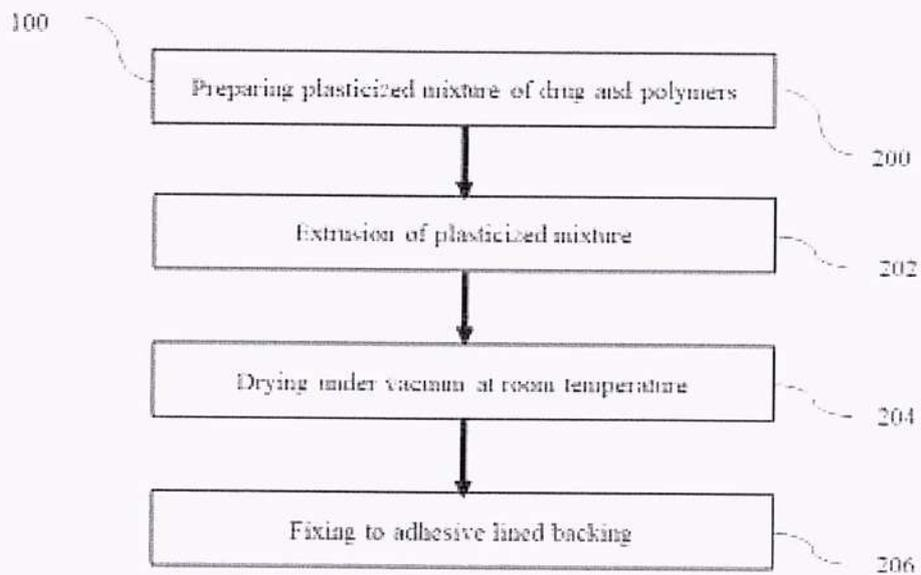 100
Preparing plasticized mixture of drug and polymers
200
Extrusion of plasticized mixture
202
Drying under vacuum at room temperature
204
Fixing to adhesive lined backing
206